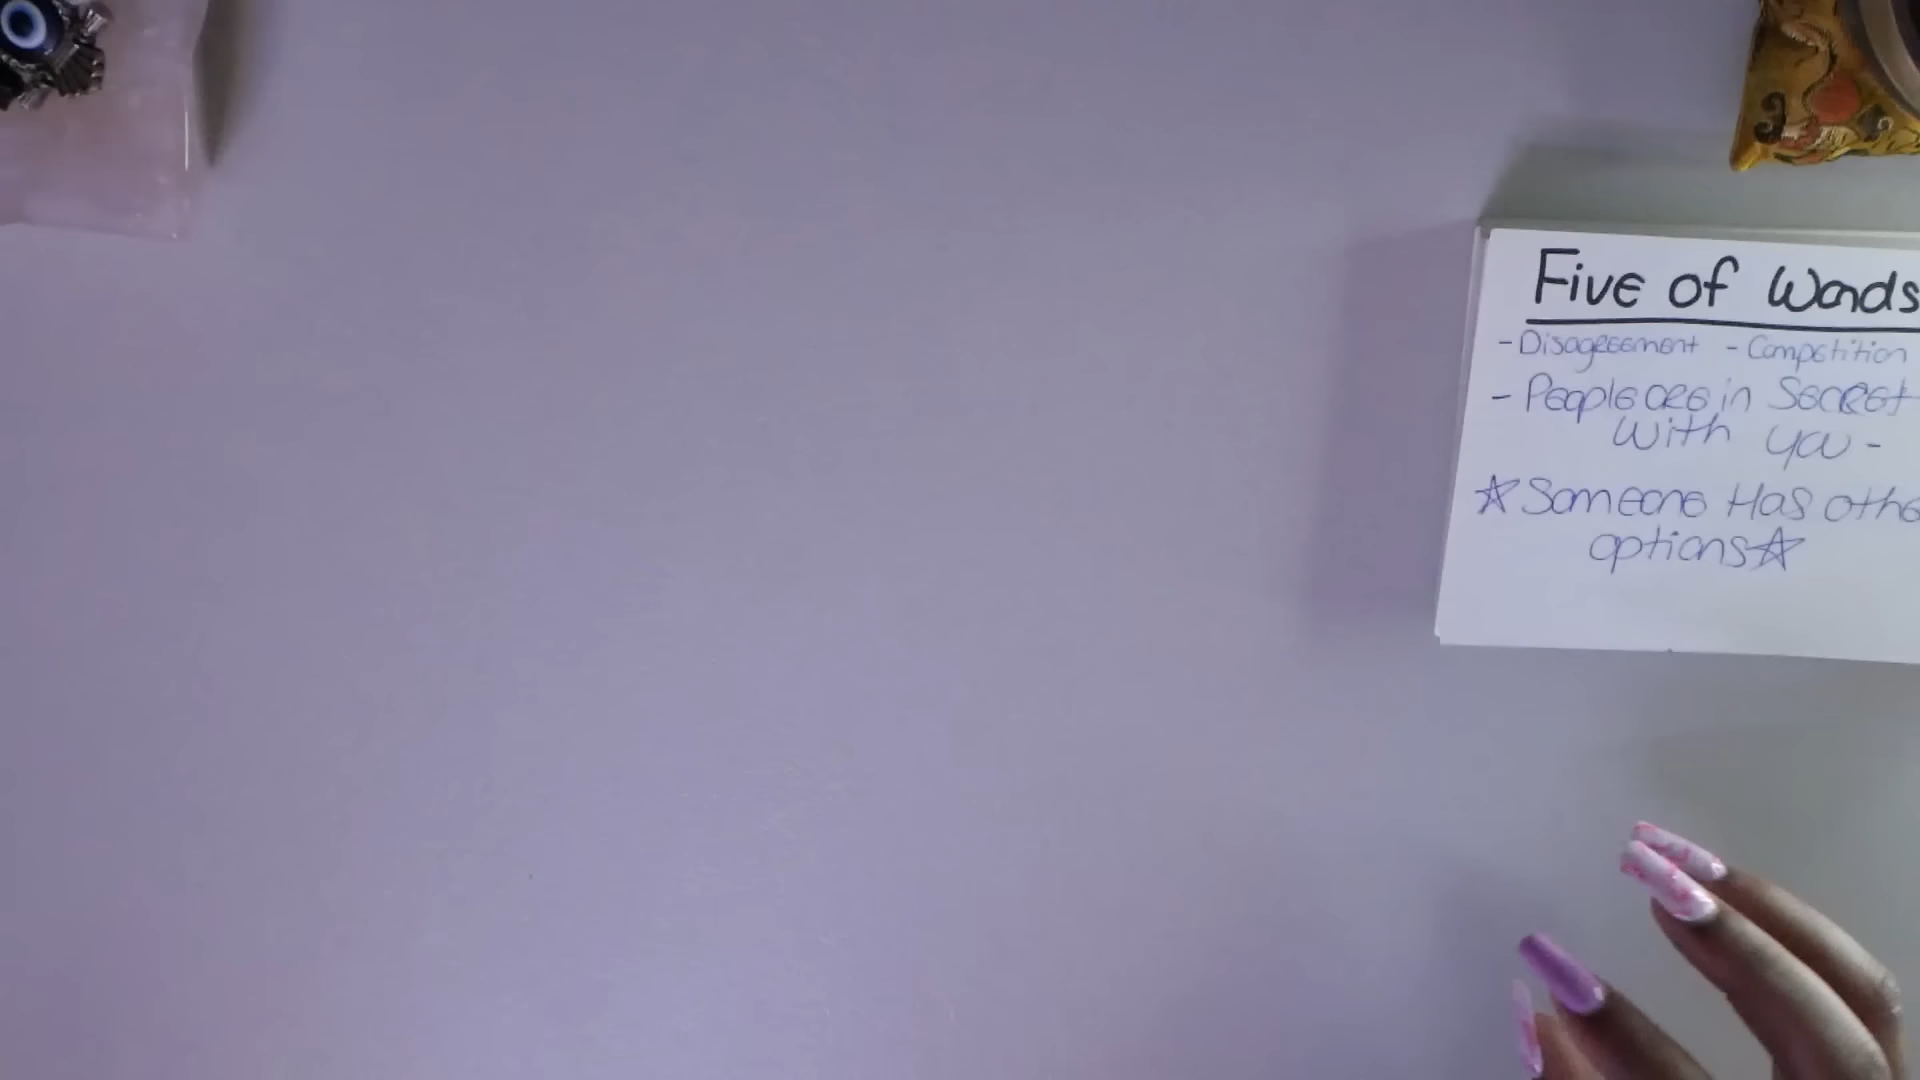 Five of Wands
- Disagreement - Competition
- People are in Secret
with you -
☆ Someone Has othe
options ☆